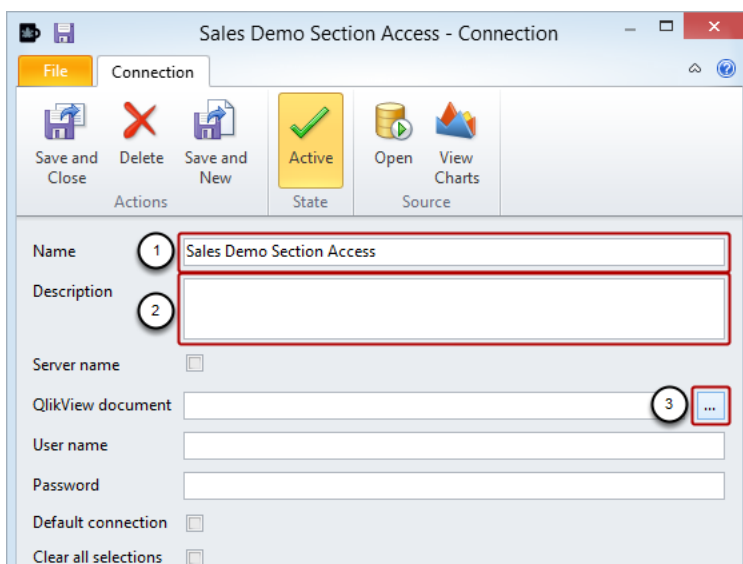 Sales Demo Section Access - Connection
File Connection
Save and Close Delete Save and New Active Open View Charts
Actions State Source
Name 1 Sales Demo Section Access
Description
2
Server name
QlikView document 3 ...
User name
Password
Default connection
Clear all selections